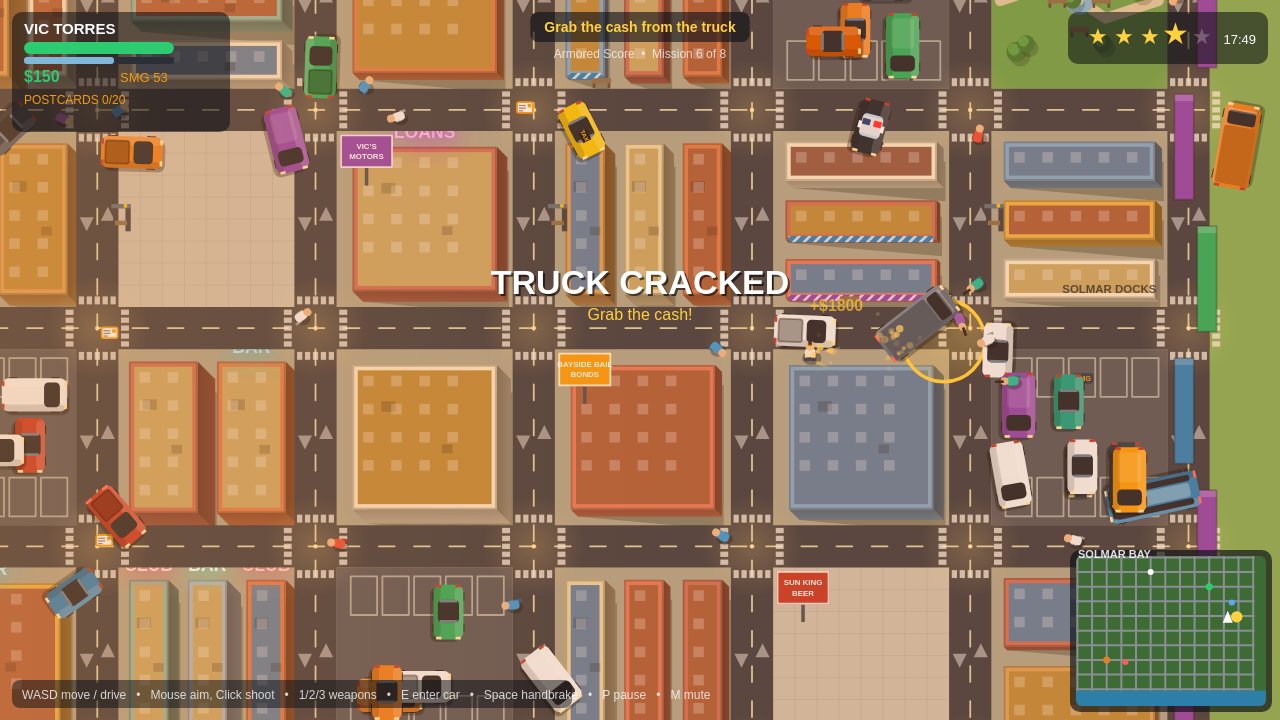 VIC TORRES
$150
SMG 53
POSTCARDS 0/20
Grab the cash from the truck
Armored Score • Mission 6 of 8
17:49
LOANS
VIC'S
MOTORS
TAXI
TRUCK CRACKED
Grab the cash!
+$1800
SOLMAR DOCKS
BAR
BAYSIDE BAIL
BONDS
SOLMAR BAY
CLUB BAR CLUB
SUN KING
BEER
WASD move / drive • Mouse aim, Click shoot • 1/2/3 weapons • E enter car • Space handbrake • P pause • M mute